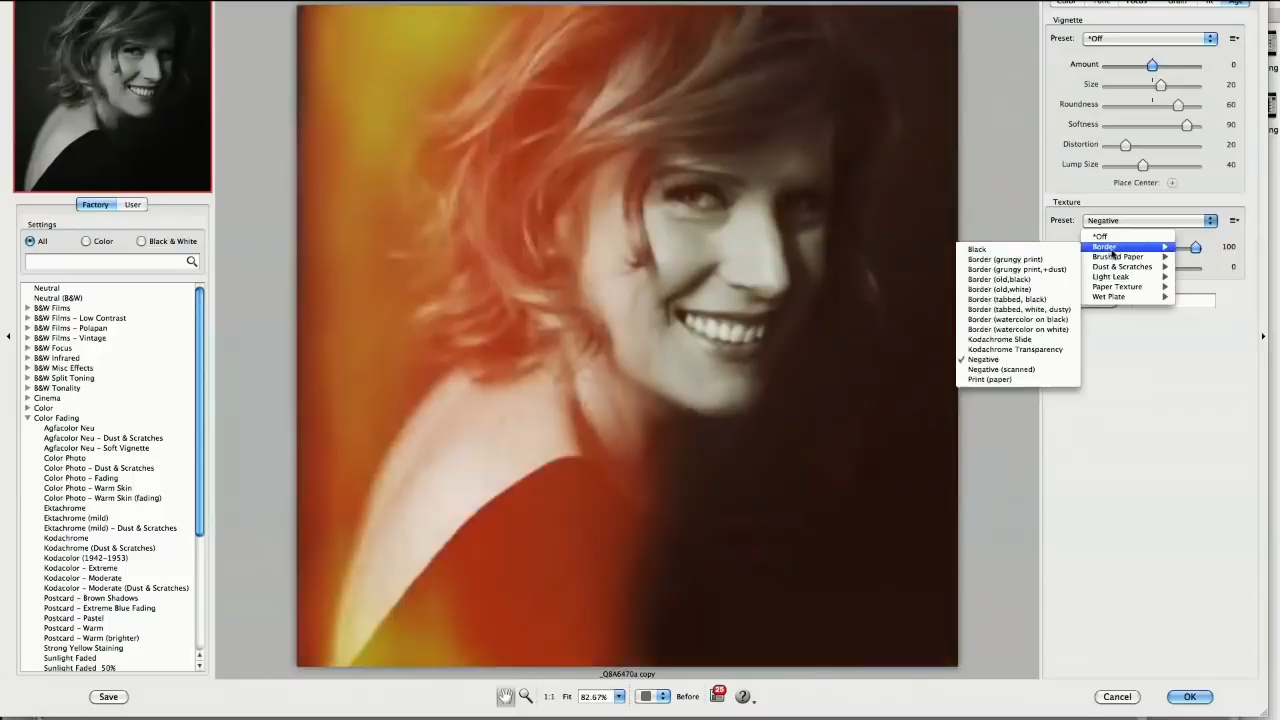 Factory User
Settings
All Color Black & White
Neutral
Neutral (B&W)
B&W Films
B&W Films - Low Contrast
B&W Films - Polapan
B&W Films - Vintage
B&W Focus
B&W Infrared
B&W Misc Effects
B&W Split Toning
B&W Tonality
Cinema
Color
Color Fading
Agfacolor Neu
Agfacolor Neu - Dust & Scratches
Agfacolor Neu - Soft Vignette
Color Photo
Color Photo - Dust & Scratches
Color Photo - Fading
Color Photo - Warm Skin
Color Photo - Warm Skin (fading)
Ektachrome
Ektachrome (mild)
Ektachrome (mild) - Dust & Scratches
Kodachrome
Kodachrome (Dust & Scratches)
Kodacolor (1942-1953)
Kodacolor - Extreme
Kodacolor - Moderate
Kodacolor - Moderate (Dust & Scratches)
Postcard - Brown Shadows
Postcard - Extreme Blue Fading
Postcard - Pastel
Postcard - Warm
Postcard - Warm (brighter)
Strong Yellow Staining
Sunlight Faded
Sunlight Faded 50%
Save
_Q8A6470a copy
1:1 Fit 82.67% Before 25 ?
Vignette
Preset: *Off
Amount 0
Size 20
Roundness 60
Softness 90
Distortion 20
Lump Size 40
Place Center:
Texture
Preset: Negative
100
0
*Off
Border
Brushed Paper
Dust & Scratches
Light Leak
Paper Texture
Wet Plate
Black
Border (grungy print)
Border (grungy print,+dust)
Border (old,black)
Border (old,white)
Border (tabbed, black)
Border (tabbed, white, dusty)
Border (watercolor on black)
Border (watercolor on white)
Kodachrome Slide
Kodachrome Transparency
Negative
Negative (scanned)
Print (paper)
Cancel OK